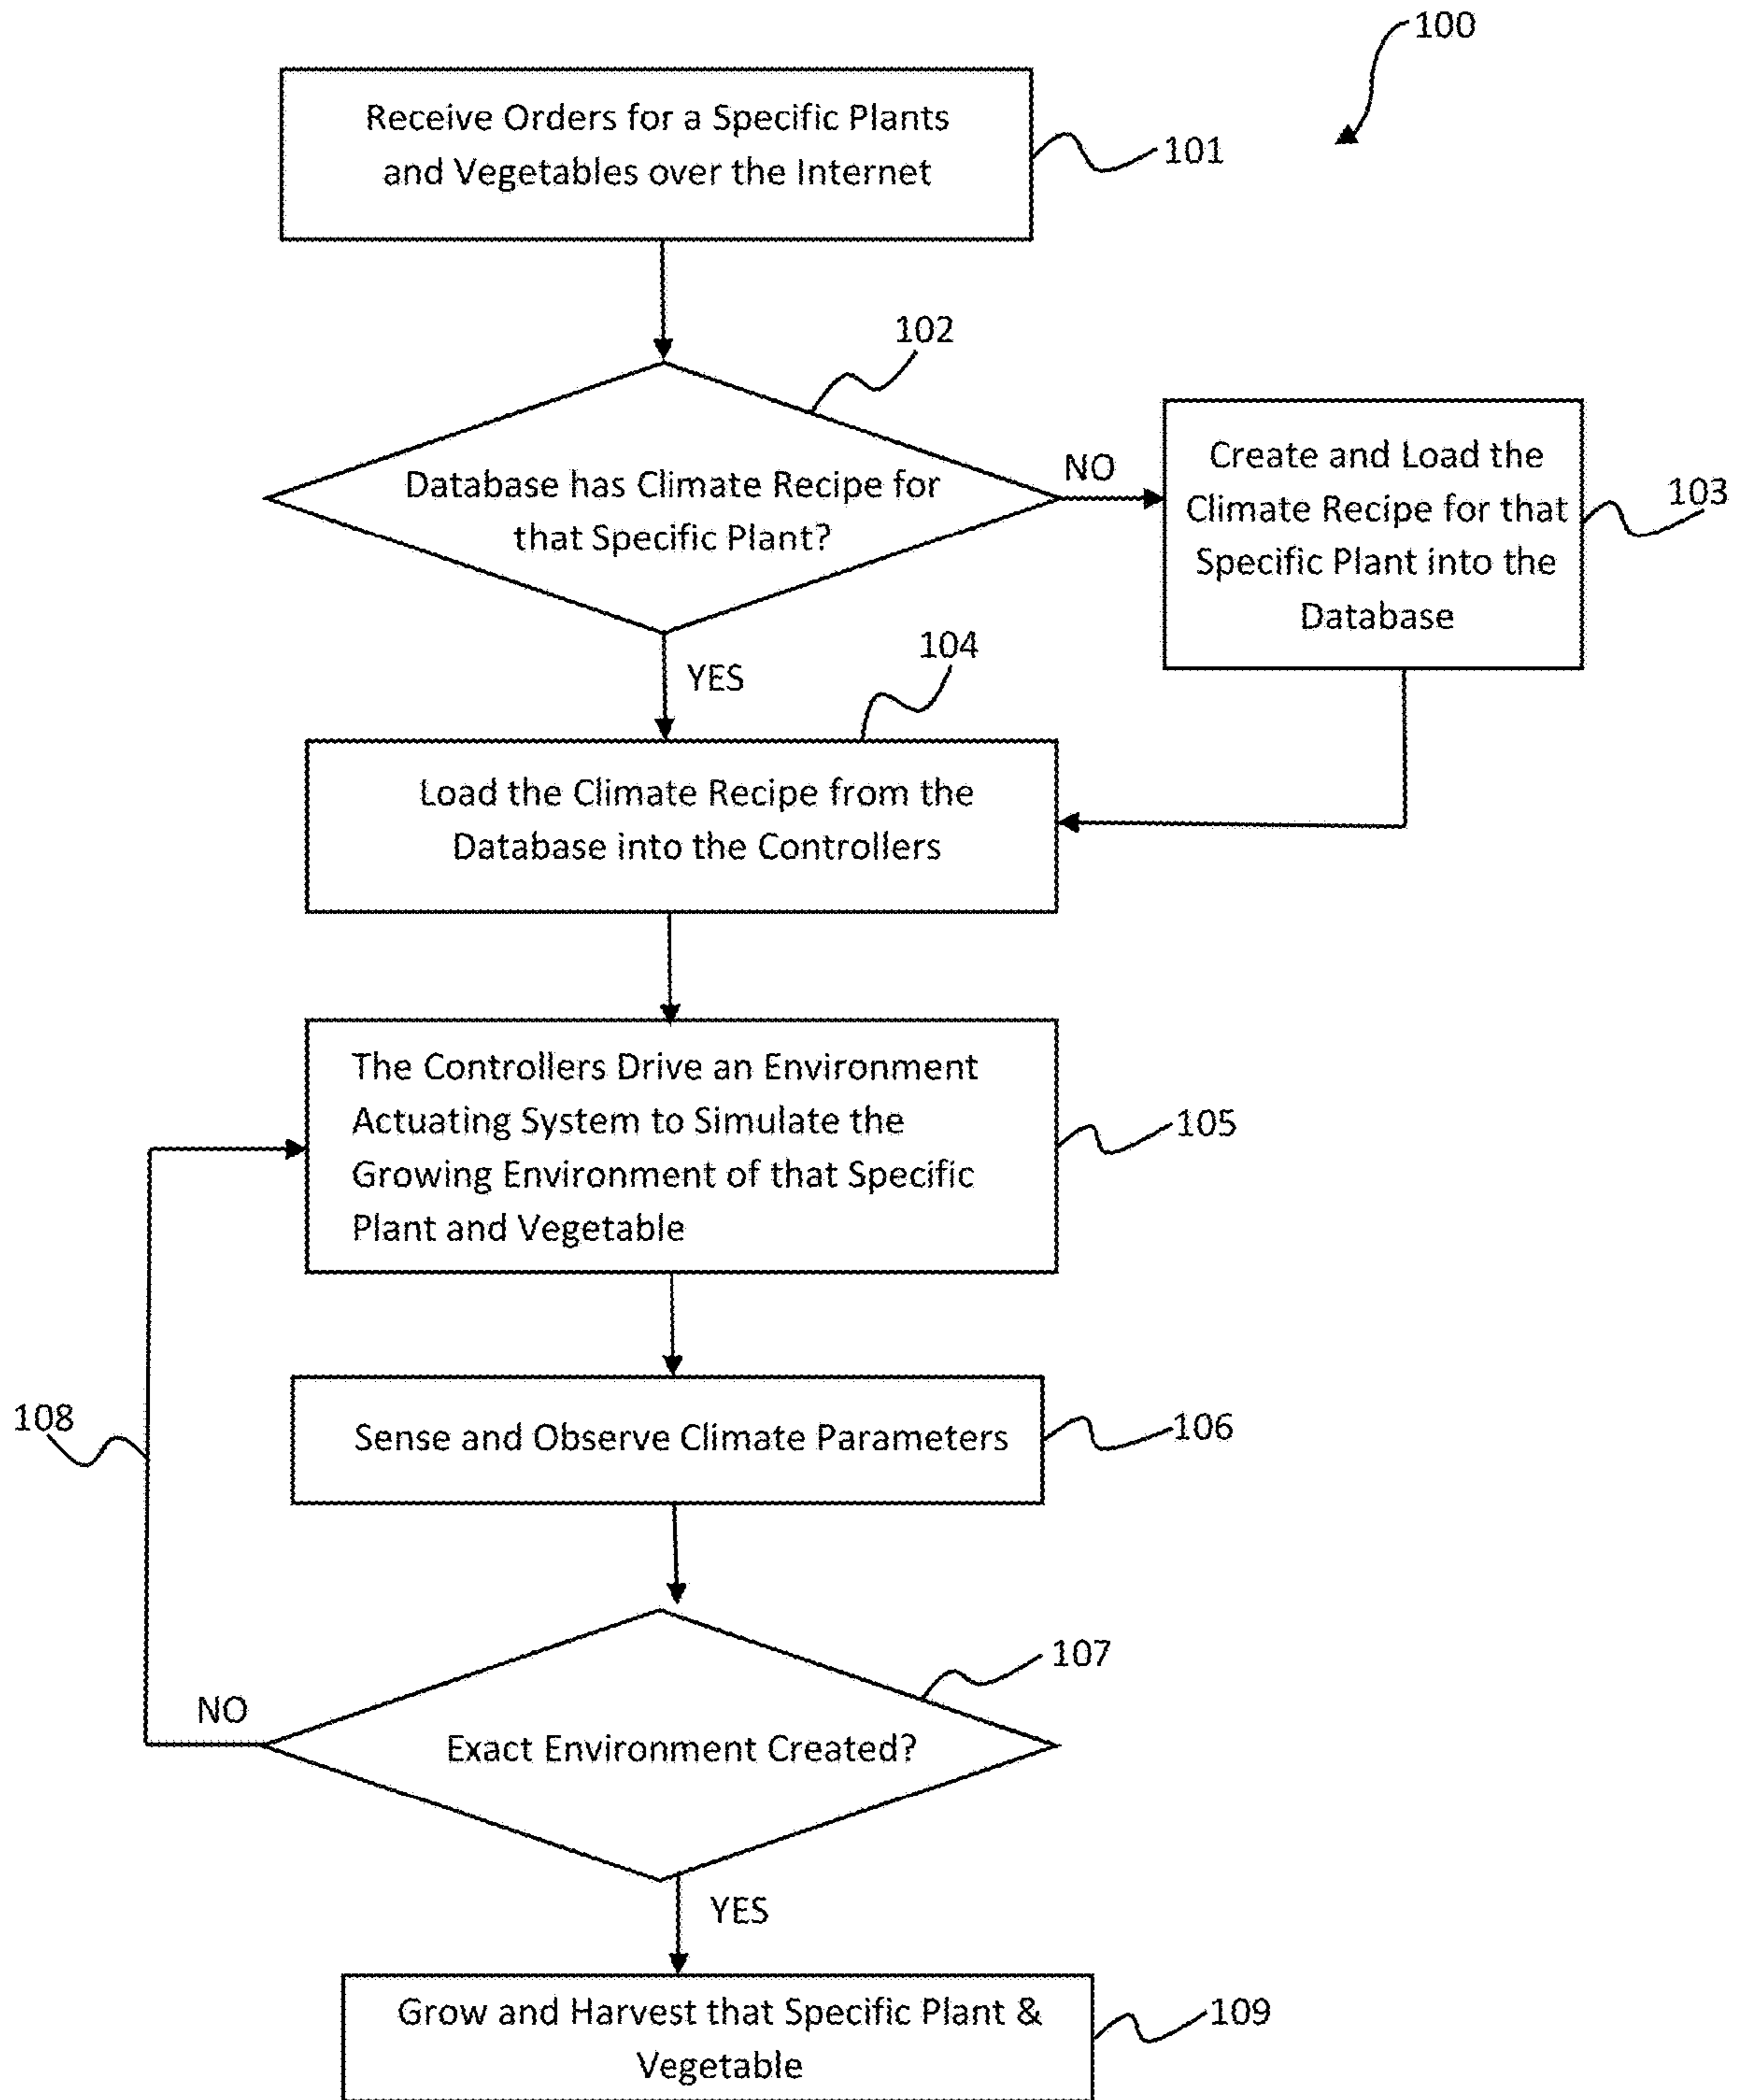 100
Receive Orders for a Specific Plants
and Vegetables over the Internet
101
102
Database has Climate Recipe for
that Specific Plant?
NO
Create and Load the
Climate Recipe for that
Specific Plant into the
Database
103
YES
104
Load the Climate Recipe from the
Database into the Controllers
The Controllers Drive an Environment
Actuating System to Simulate the
Growing Environment of that Specific
Plant and Vegetable
105
Sense and Observe Climate Parameters
106
108
107
NO
Exact Environment Created?
YES
Grow and Harvest that Specific Plant &
Vegetable
109